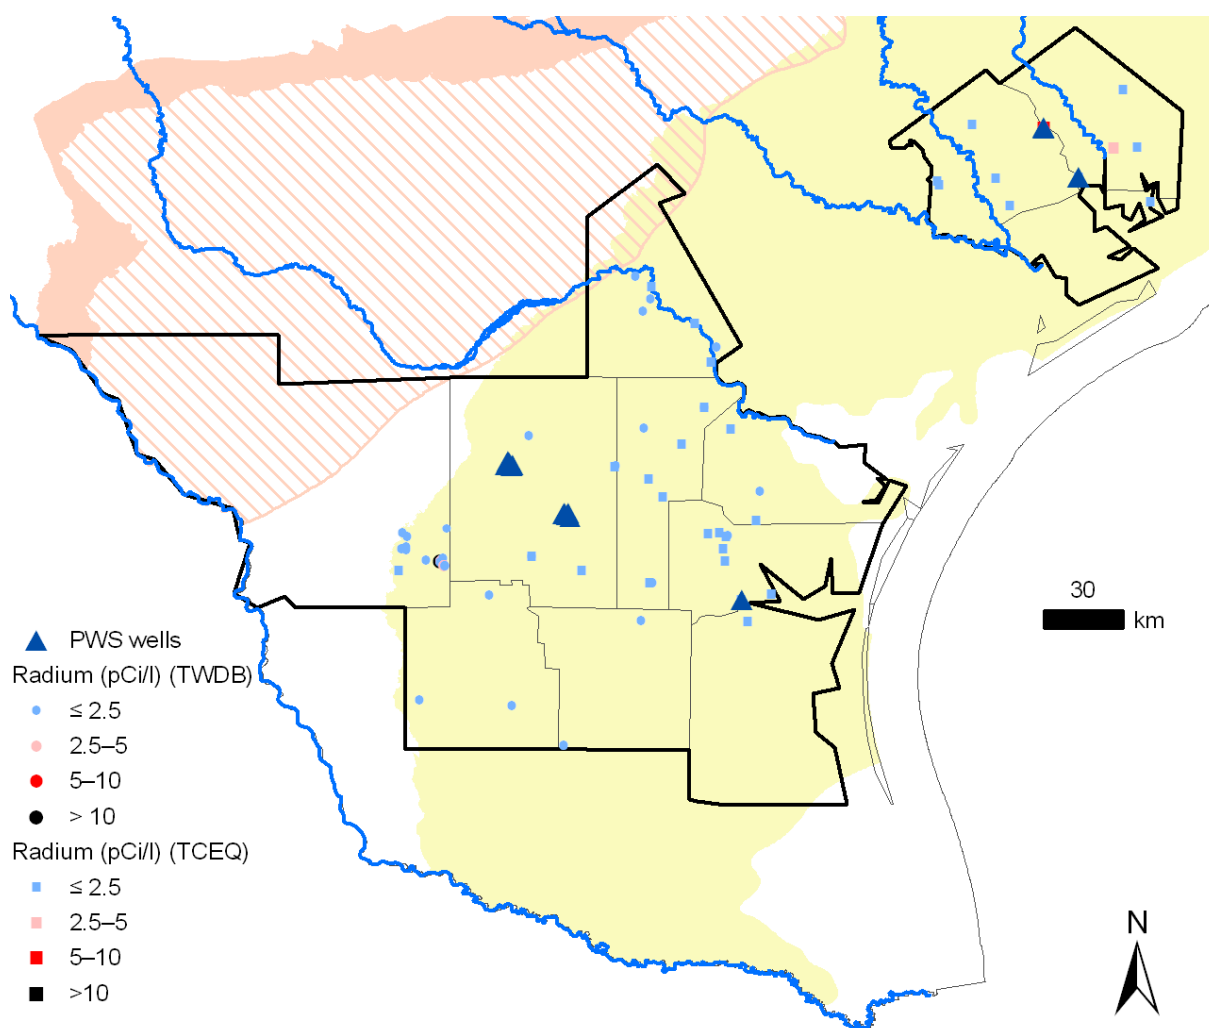 30
km
PWS wells
Radium (pCi/l) (TWDB)
≤ 2.5
2.5–5
5–10
> 10
Radium (pCi/l) (TCEQ)
≤ 2.5
2.5–5
5–10
>10
N